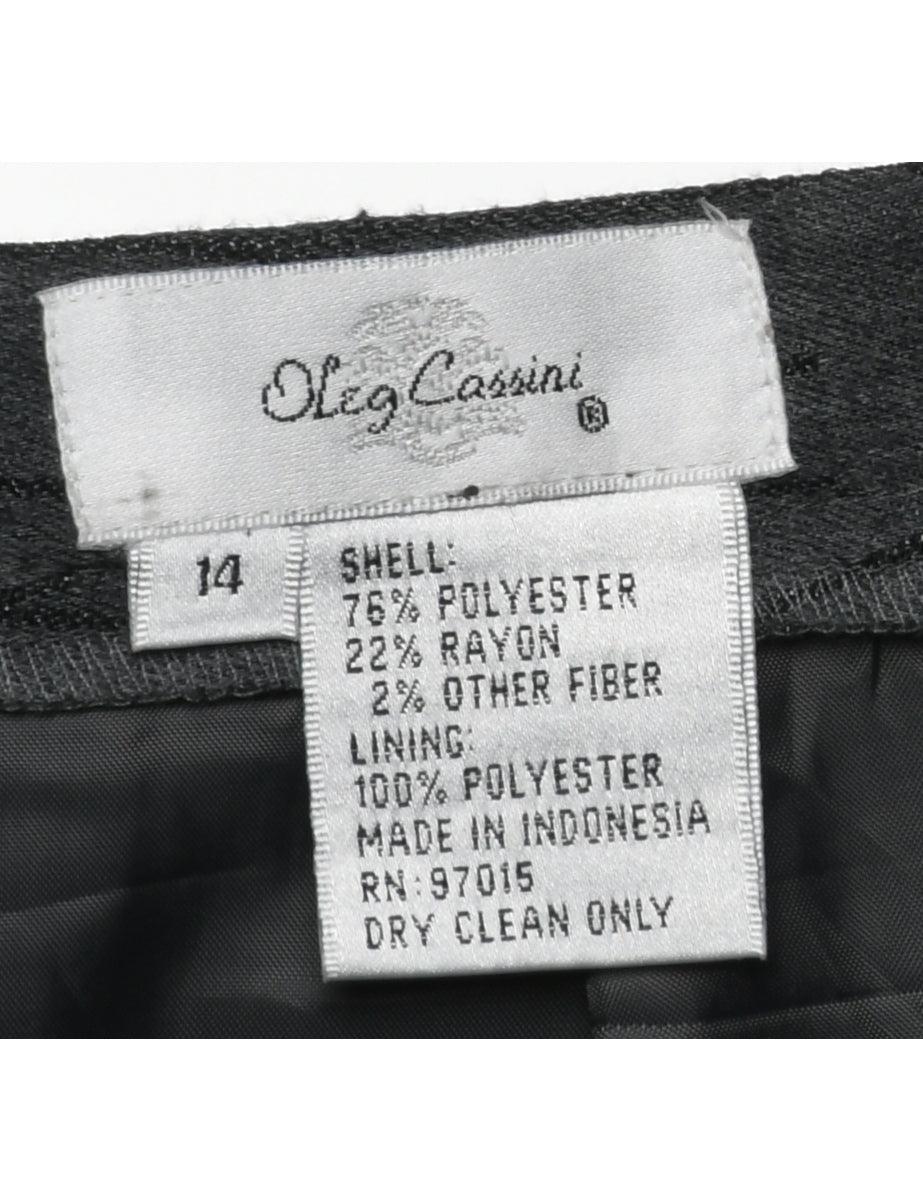 Oleg Cassini ®
14
SHELL:
76% POLYESTER
22% RAYON
2% OTHER FIBER
LINING:
100% POLYESTER
MADE IN INDONESIA
RN:97015
DRY CLEAN ONLY